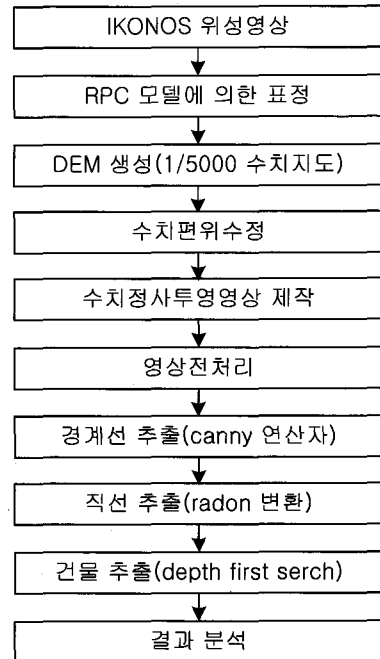 IKONOS 위성영상
RPC 모델에 의한 표정
DEM 생성(1/5000 수치지도)
수치편위수정
수치정사투영영상 제작
영상전처리
경계선 추출(canny 연산자)
직선 추출(radon 변환)
건물 추출(depth first serch)
결과 분석